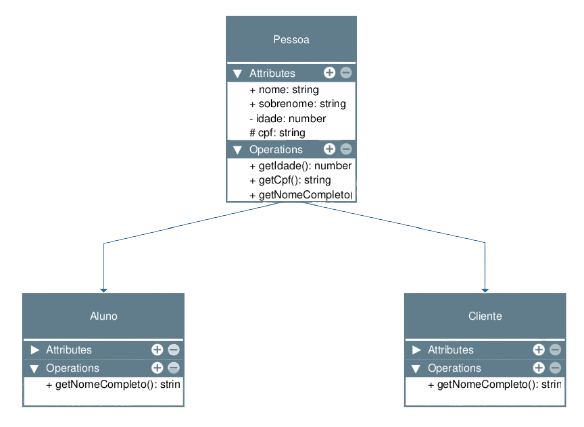 Pessoa
Attributes
+ nome: string
+ sobrenome: string
- idade: number
# cpf: string
Operations
+ getIdade(): number
+ getCpf(): string
+ getNomeCompleto(
Aluno
Attributes
Operations
+ getNomeCompleto(): strin
Cliente
Attributes
Operations
+ getNomeCompleto(): strin